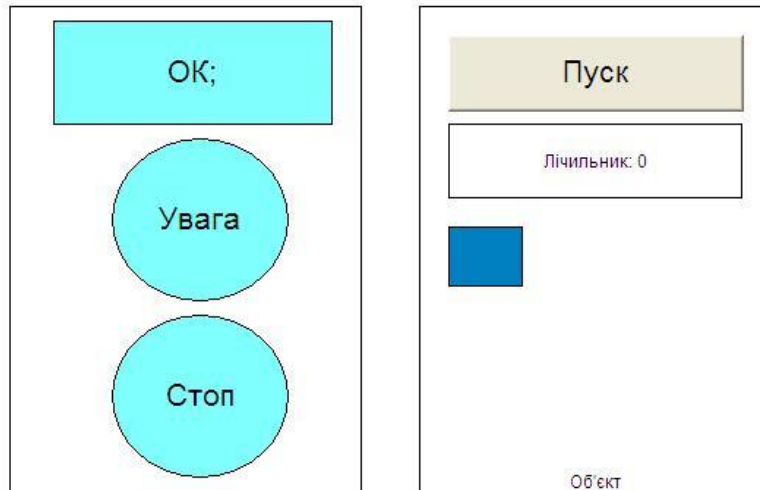 ОК;
Увага
Стоп
Пуск
Лічильник: 0
Об'єкт